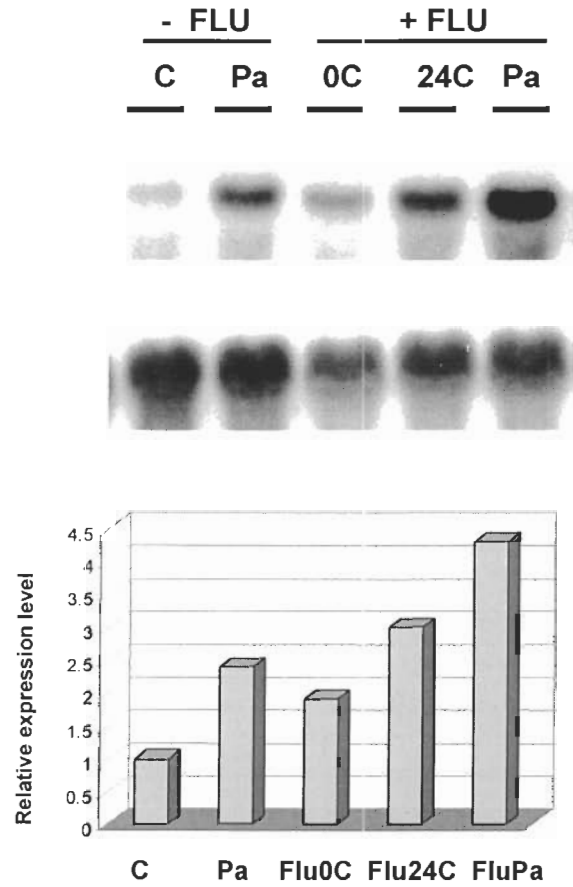 - FLU + FLU
C Pa 0C 24C Pa
4.5
4
3.5
3
2.5
2
1.5
1
0.5
0
Relative expression level
C Pa Flu0C Flu24C FluPa